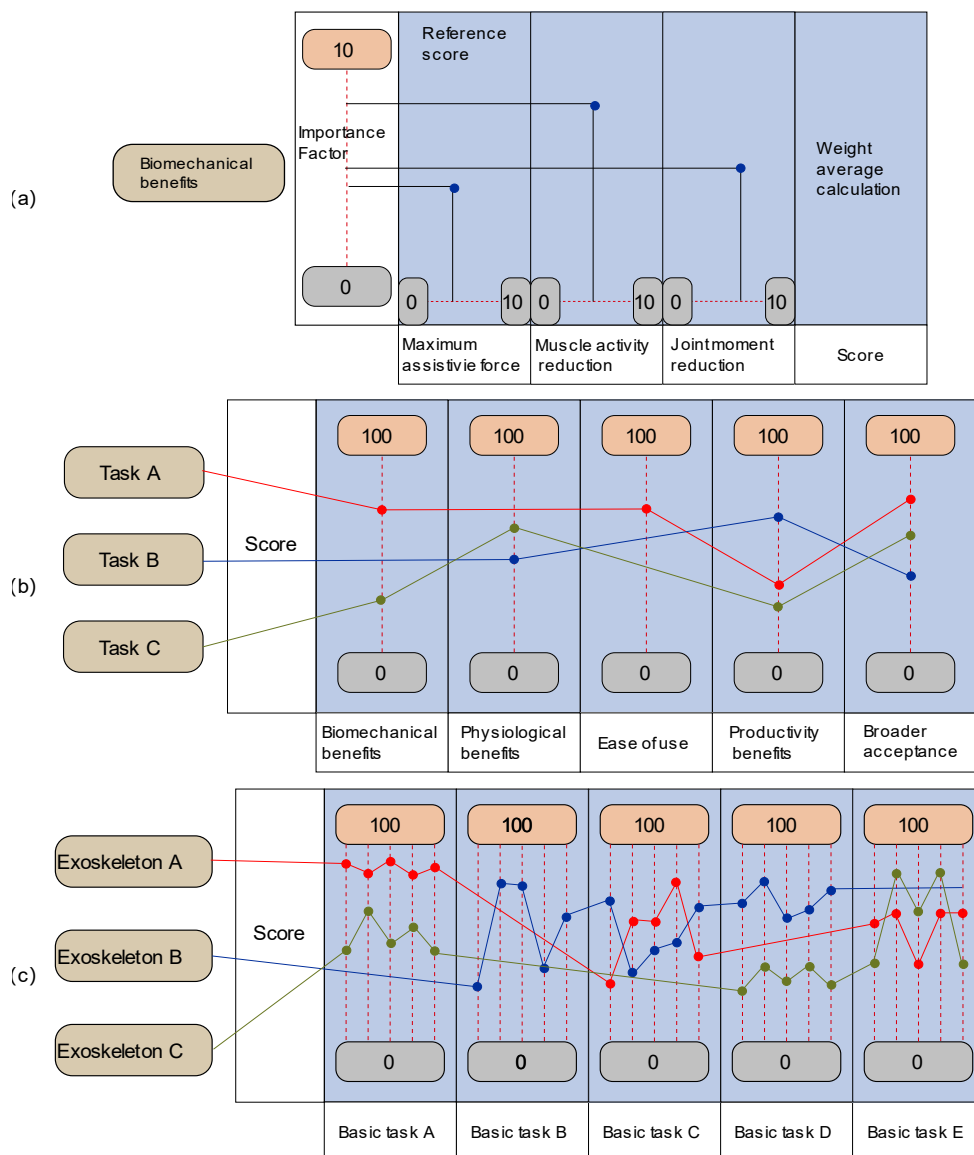 (a)
Biomechanical
benefits
10
Importance
Factor
0
Reference
score
0
10
0
10
0
10
Weight
average
calculation
Maximum
assistivie force
Muscle activity
reduction
Joint moment
reduction
Score
(b)
Task A
Task B
Task C
Score
100
100
100
100
100
0
0
0
0
0
Biomechanical
benefits
Physiological
benefits
Ease of use
Productivity
benefits
Broader
acceptance
(c)
Exoskeleton A
Exoskeleton B
Exoskeleton C
Score
100
100
100
100
100
0
0
0
0
0
Basic task A
Basic task B
Basic task C
Basic task D
Basic task E